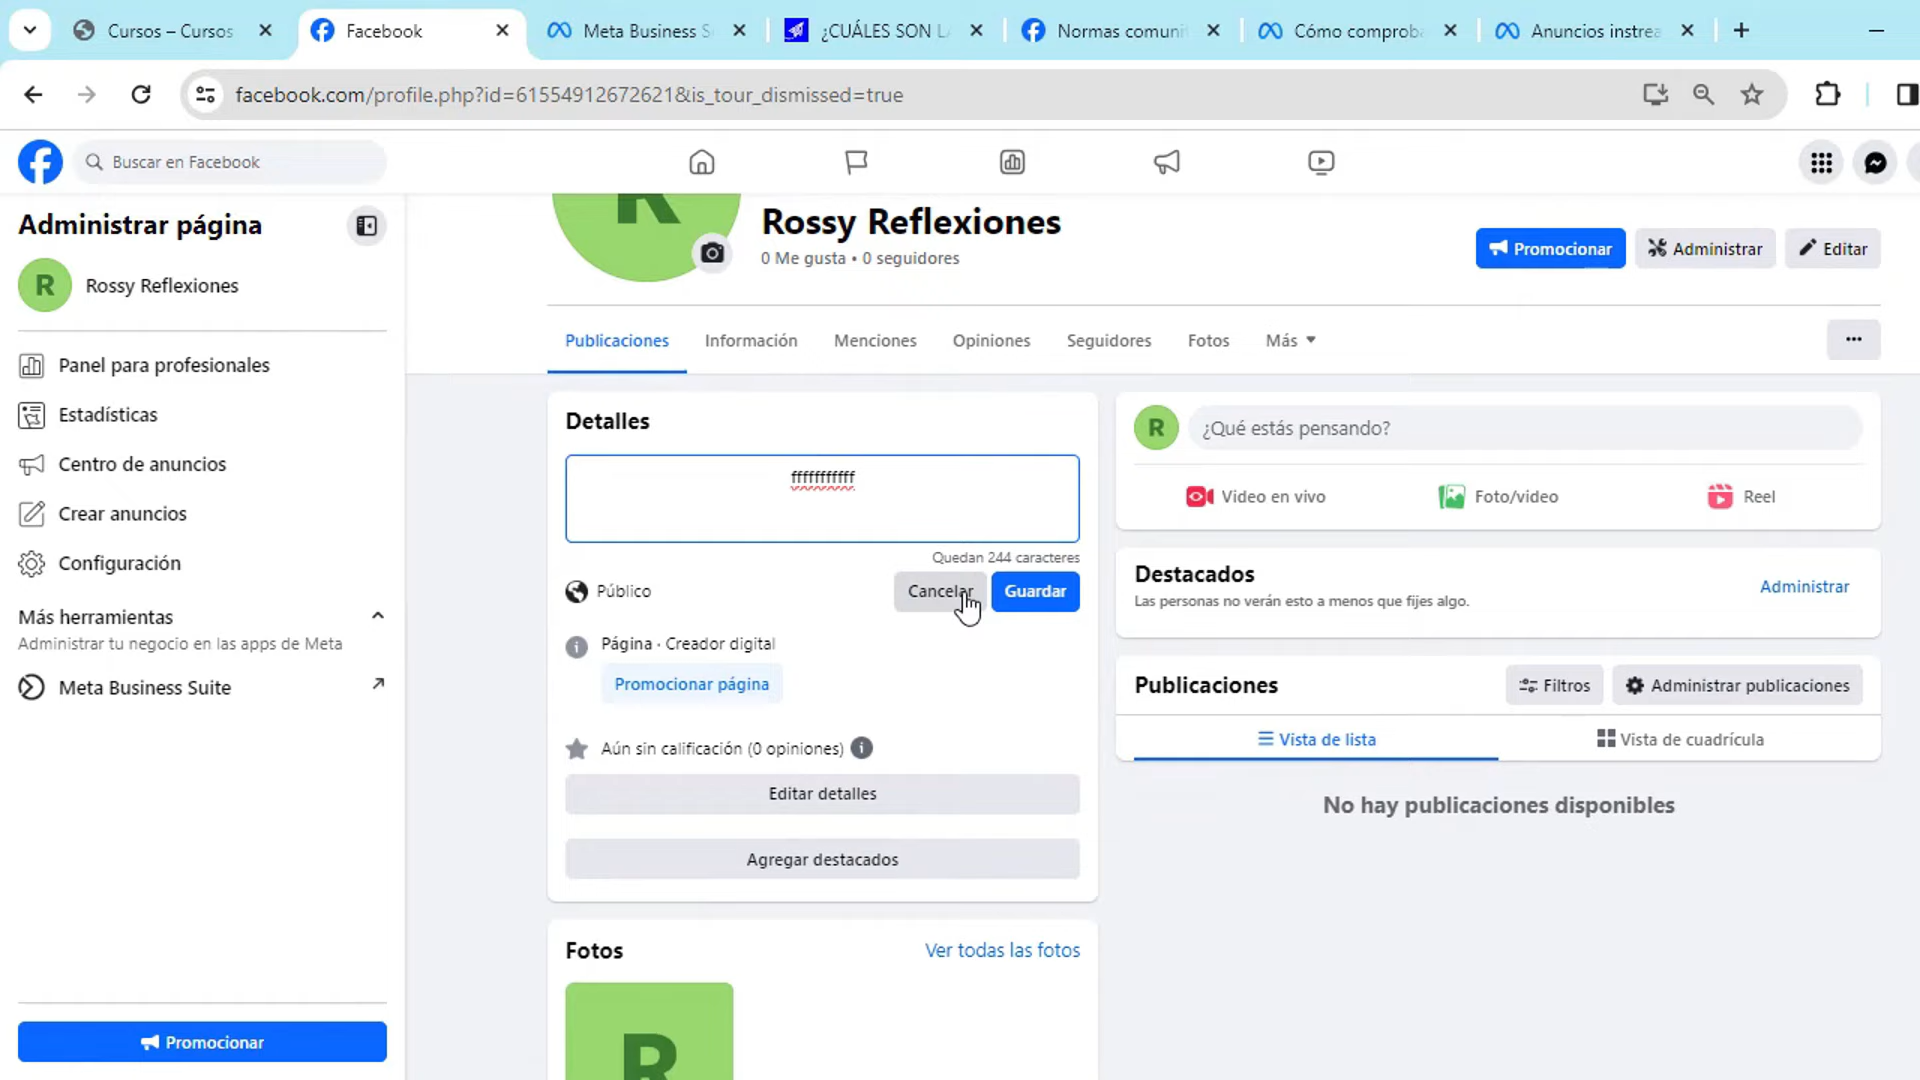 Cursos – Cursos
Facebook
Meta Business S
¿CUÁLES SON LA
Normas comuni
Cómo comproba
Anuncios instrea
facebook.com/profile.php?id=61554912672621&is_tour_dismissed=true
Buscar en Facebook
Administrar página
R
Rossy Reflexiones
Panel para profesionales
Estadísticas
Centro de anuncios
Crear anuncios
Configuración
Más herramientas
Administrar tu negocio en las apps de Meta
Meta Business Suite
Promocionar
R
Rossy Reflexiones
0 Me gusta • 0 seguidores
Promocionar
Administrar
Editar
Publicaciones
Información
Menciones
Opiniones
Seguidores
Fotos
Más
Detalles
fffffffffff
Quedan 244 caracteres
Público
Cancelar
Guardar
Página · Creador digital
Promocionar página
Aún sin calificación (0 opiniones)
Editar detalles
Agregar destacados
Fotos
Ver todas las fotos
R
R
¿Qué estás pensando?
Video en vivo
Foto/video
Reel
Destacados
Administrar
Las personas no verán esto a menos que fijes algo.
Publicaciones
Filtros
Administrar publicaciones
Vista de lista
Vista de cuadrícula
No hay publicaciones disponibles